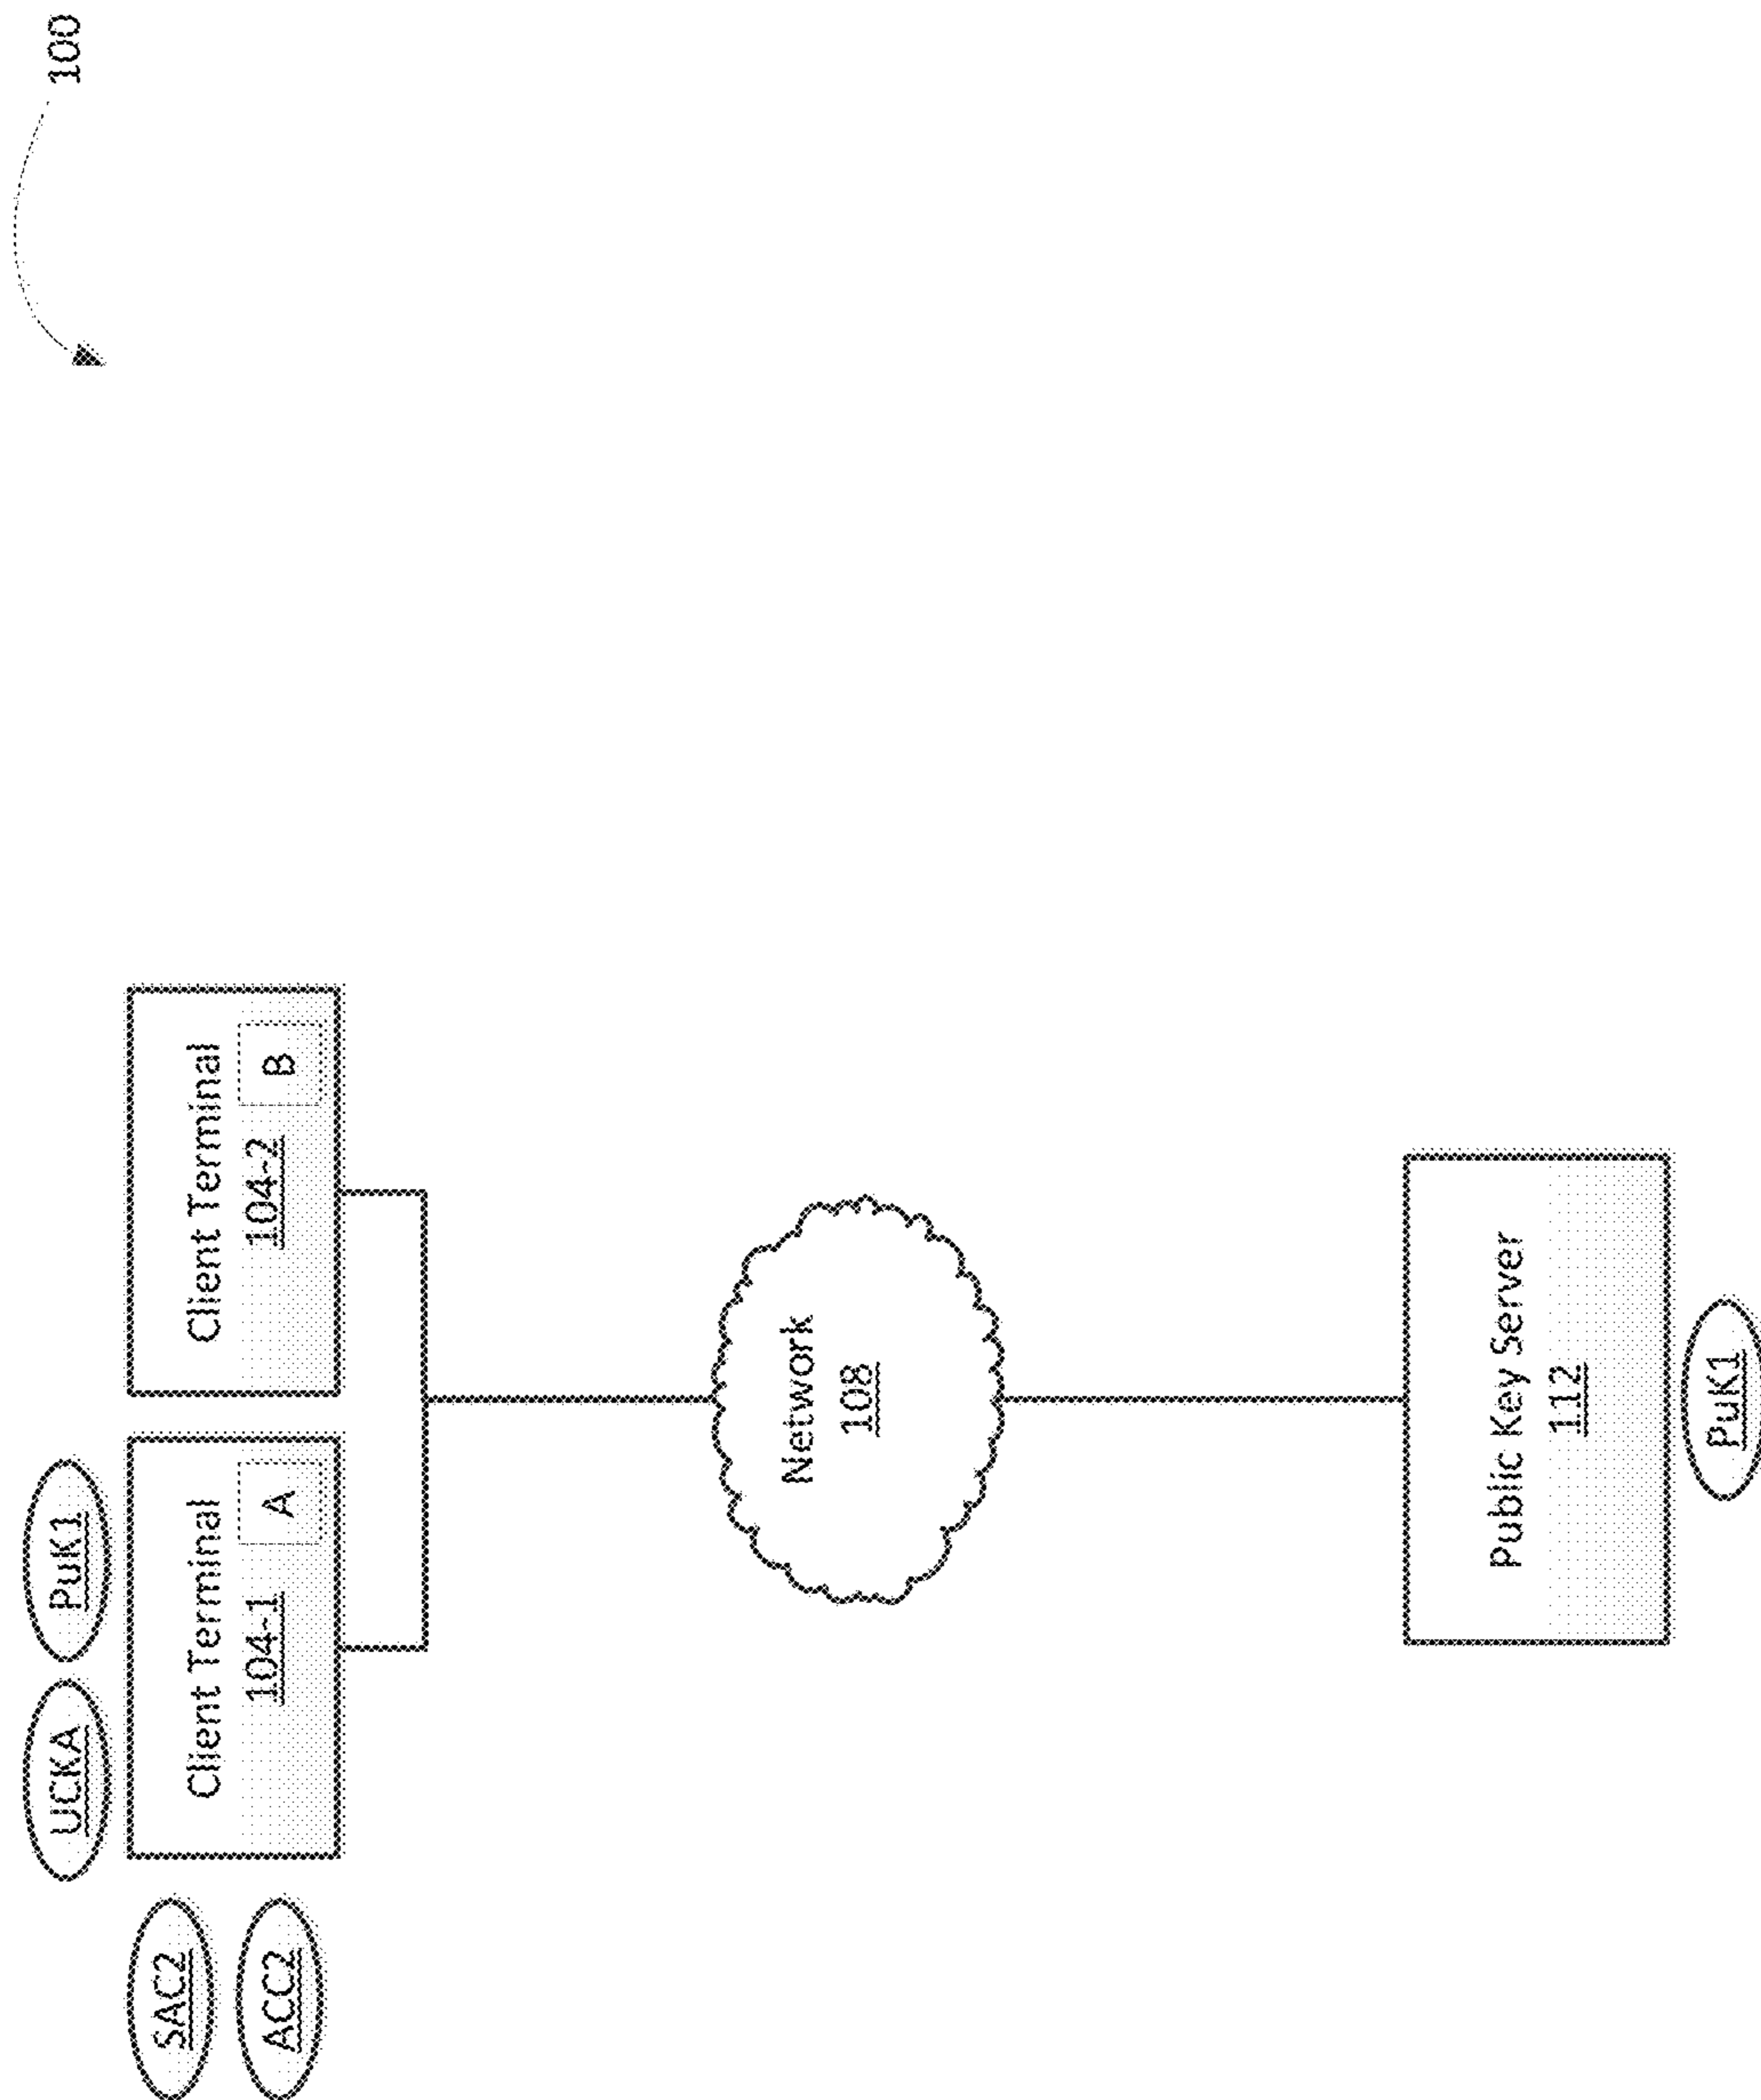 100
UCKA
PuK1
SAC2
ACC2
Client Terminal
104-1
A
Client Terminal
104-2
B
Network
108
Public Key Server
112
PuK1